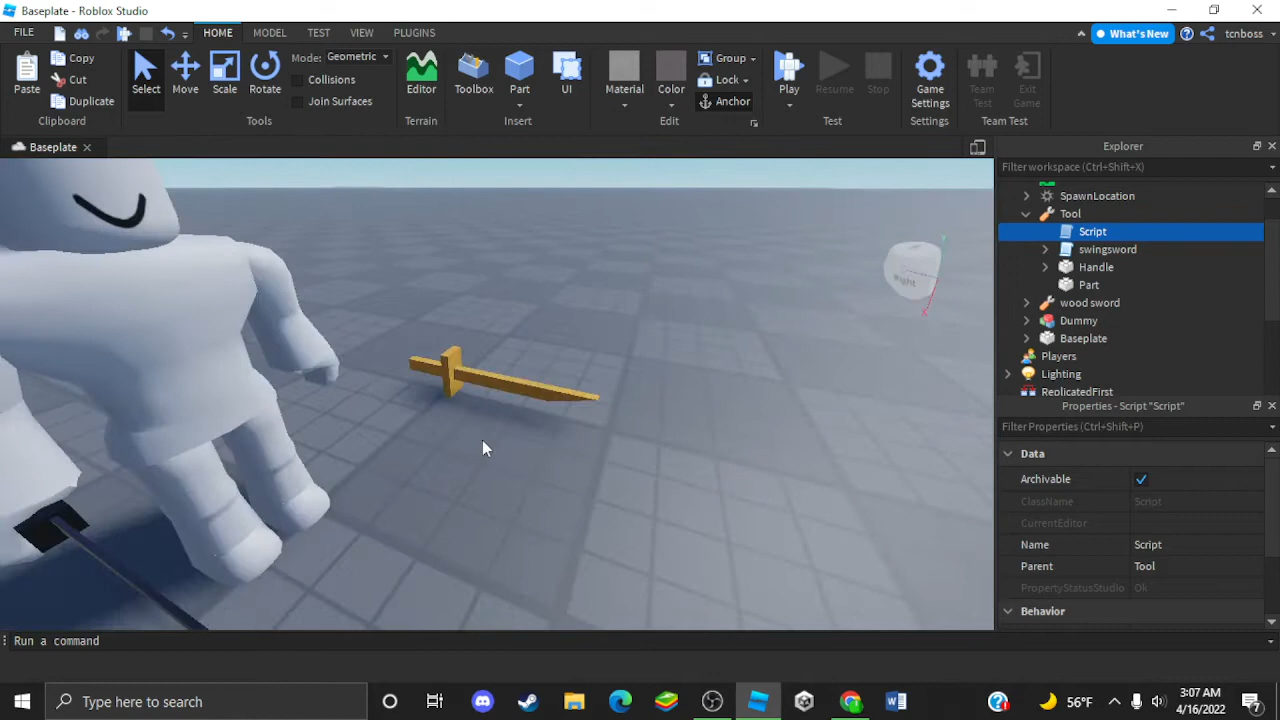 Baseplate - Roblox Studio
FILE
HOME
MODEL
TEST
VIEW
PLUGINS
What's New
tcnboss
Paste
Copy
Cut
Duplicate
Clipboard
Select
Move
Scale
Rotate
Mode: Geometric
Collisions
Join Surfaces
Tools
Editor
Terrain
Toolbox
Part
UI
Insert
Material
Color
Group
Lock
Anchor
Edit
Play
Resume
Stop
Test
Game Settings
Settings
Team Test
Exit Game
Team Test
Baseplate
Right
Y
X
Explorer
Filter workspace (Ctrl+Shift+X)
SpawnLocation
Tool
Script
swingsword
Handle
Part
wood sword
Dummy
Baseplate
Players
Lighting
ReplicatedFirst
Properties - Script "Script"
Filter Properties (Ctrl+Shift+P)
Data
Archivable
ClassName Script
CurrentEditor
Name Script
Parent Tool
PropertyStatusStudio Ok
Behavior
Run a command
Type here to search
56°F
3:07 AM
4/16/2022
7